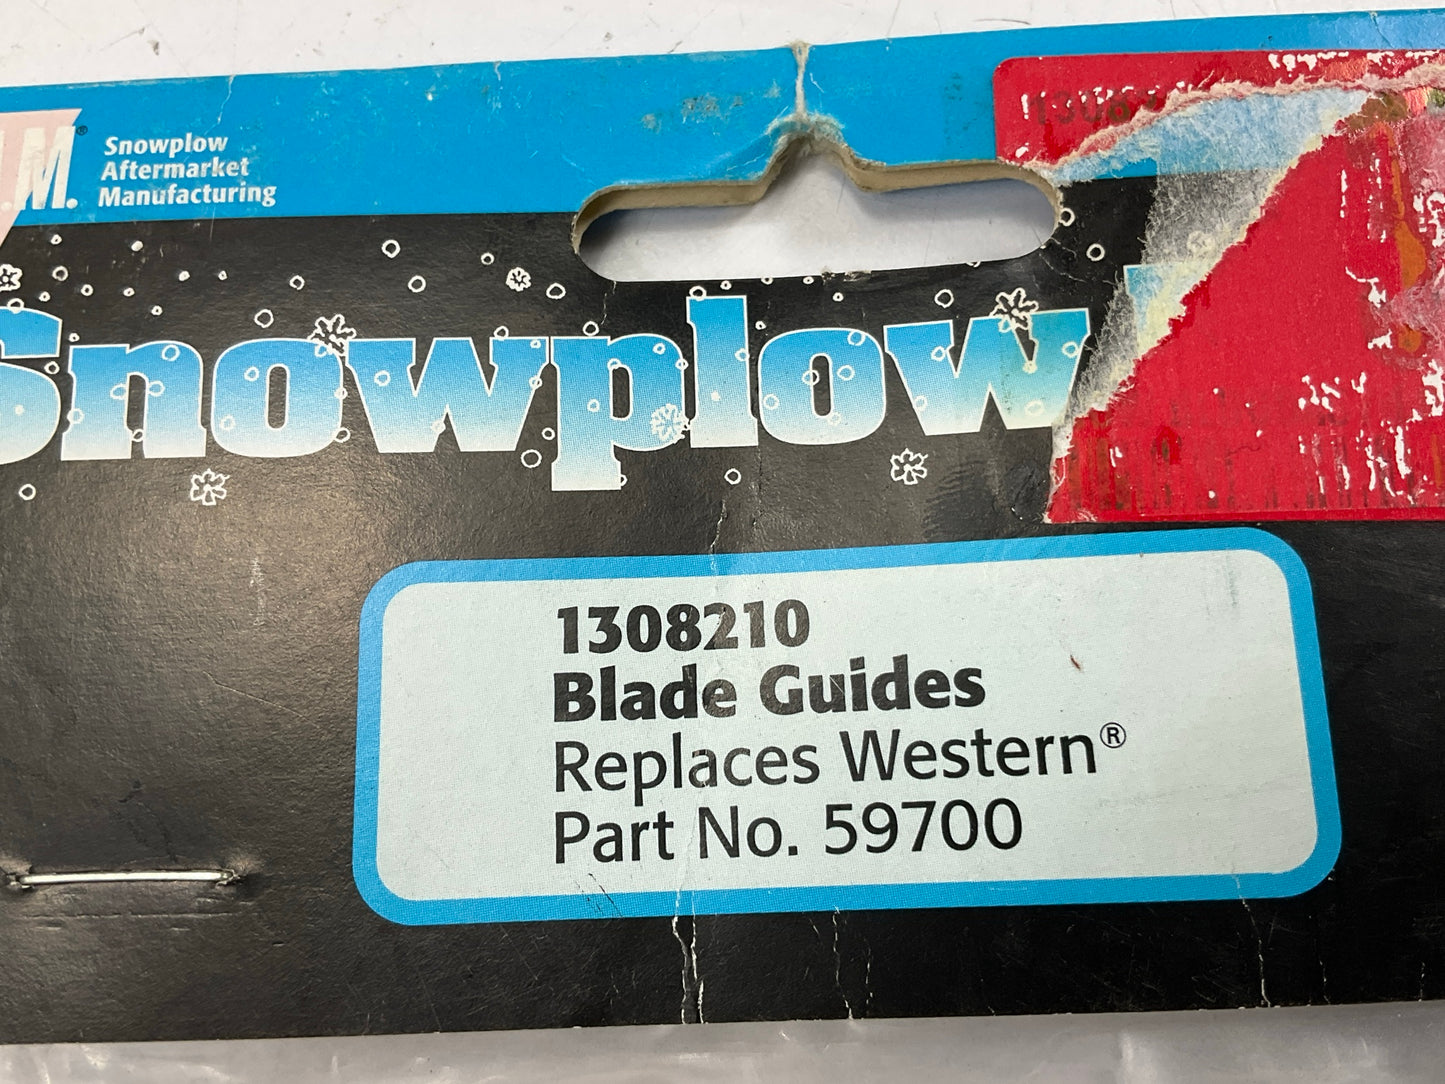 .M.®
Snowplow
Aftermarket
Manufacturing
Snowplow
1308210
Blade Guides
Replaces Western®
Part No. 59700